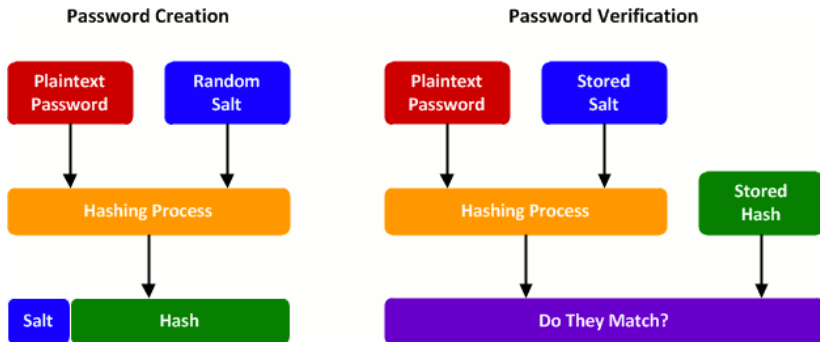 Password Creation
Plaintext
Password
Random
Salt
Hashing Process
Salt
Hash
Password Verification
Plaintext
Password
Stored
Salt
Hashing Process
Stored
Hash
Do They Match?